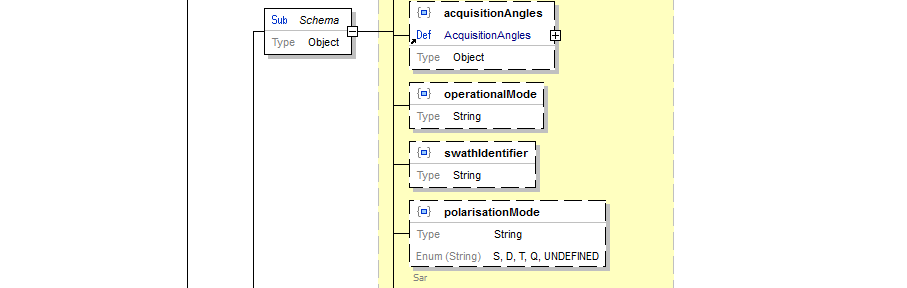 Sub Schema
Type Object
acquisitionAngles
Def AcquisitionAngles
Type Object
operationalMode
Type String
swathIdentifier
Type String
polarisationMode
Type String
Enum (String) S, D, T, Q, UNDEFINED
Sar